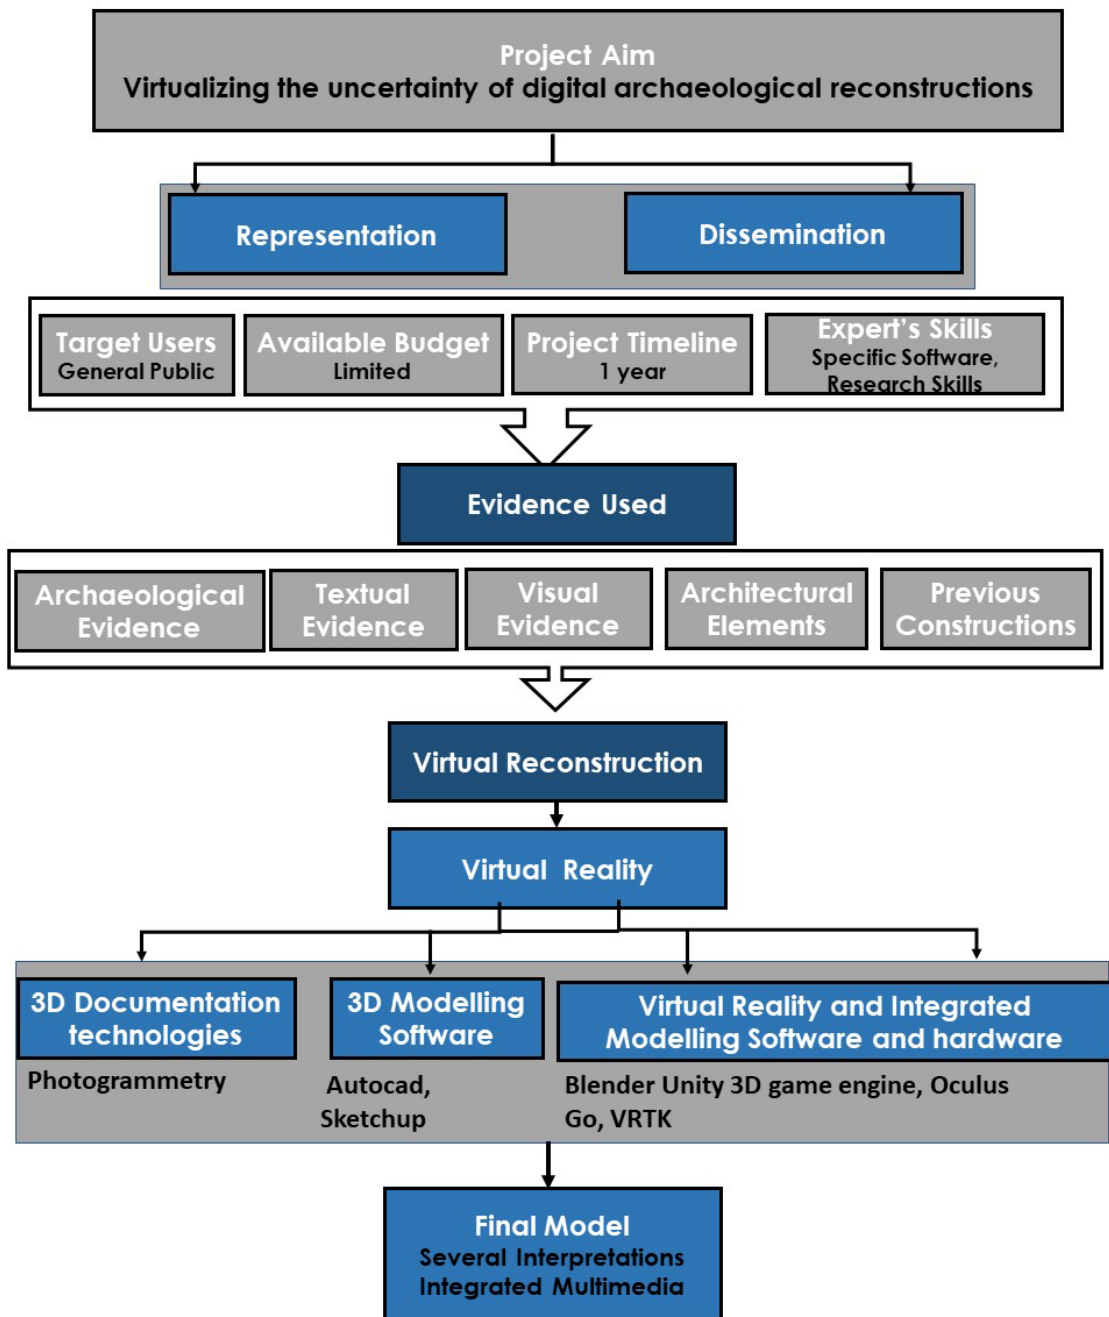 Project Aim
Virtualizing the uncertainty of digital archaeological reconstructions
Representation
Dissemination
Target Users
General Public
Available Budget
Limited
Project Timeline
1 year
Expert's Skills
Specific Software,
Research Skills
Evidence Used
Archaeological
Evidence
Textual
Evidence
Visual
Evidence
Architectural
Elements
Previous
Constructions
Virtual Reconstruction
Virtual Reality
3D Documentation
technologies
Photogrammetry
3D Modelling
Software
Autocad,
Sketchup
Virtual Reality and Integrated
Modelling Software and hardware
Blender Unity 3D game engine, Oculus
Go, VRTK
Final Model
Several Interpretations
Integrated Multimedia